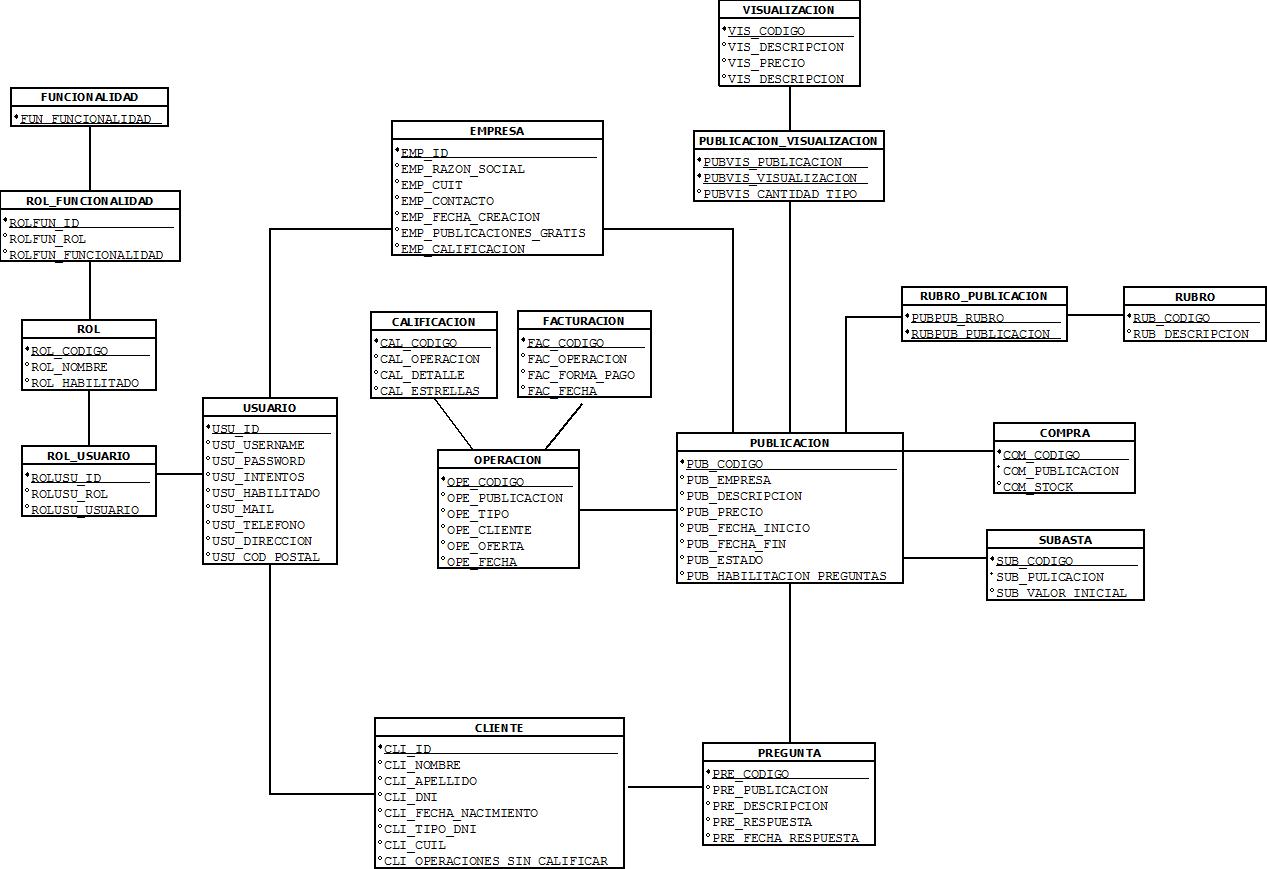 VISUALIZACION
VIS_CODIGO
VIS_DESCRIPCION
VIS_PRECIO
VIS_DESCRIPCION
FUNCIONALIDAD
FUN_FUNCIONALIDAD
EMPRESA
EMP_ID
EMP_RAZON_SOCIAL
EMP_CUIT
EMP_CONTACTO
EMP_FECHA_CREACION
EMP_PUBLICACIONES_GRATIS
EMP_CALIFICACION
PUBLICACION_VISUALIZACION
PUBVIS_PUBLICACION
PUBVIS_VISUALIZACION
PUBVIS_CANTIDAD_TIPO
ROL_FUNCIONALIDAD
ROLFUN_ID
ROLFUN_ROL
ROLFUN_FUNCIONALIDAD
RUBRO_PUBLICACION
PUBPUB_RUBRO
RUBPUB_PUBLICACION
RUBRO
RUB_CODIGO
RUB_DESCRIPCION
ROL
ROL_CODIGO
ROL_NOMBRE
ROL_HABILITADO
CALIFICACION
CAL_CODIGO
CAL_OPERACION
CAL_DETALLE
CAL_ESTRELLAS
FACTURACION
FAC_CODIGO
FAC_OPERACION
FAC_FORMA_PAGO
FAC_FECHA
USUARIO
USU_ID
USU_USERNAME
USU_PASSWORD
USU_INTENTOS
USU_HABILITADO
USU_MAIL
USU_TELEFONO
USU_DIRECCION
USU_COD_POSTAL
ROL_USUARIO
ROLUSU_ID
ROLUSU_ROL
ROLUSU_USUARIO
OPERACION
OPE_CODIGO
OPE_PUBLICACION
OPE_TIPO
OPE_CLIENTE
OPE_OFERTA
OPE_FECHA
PUBLICACION
PUB_CODIGO
PUB_EMPRESA
PUB_DESCRIPCION
PUB_PRECIO
PUB_FECHA_INICIO
PUB_FECHA_FIN
PUB_ESTADO
PUB_HABILITACION_PREGUNTAS
COMPRA
COM_CODIGO
COM_PUBLICACION
COM_STOCK
SUBASTA
SUB_CODIGO
SUB_PULICACION
SUB_VALOR_INICIAL
CLIENTE
CLI_ID
CLI_NOMBRE
CLI_APELLIDO
CLI_DNI
CLI_FECHA_NACIMIENTO
CLI_TIPO_DNI
CLI_CUIL
CLI_OPERACIONES_SIN_CALIFICAR
PREGUNTA
PRE_CODIGO
PRE_PUBLICACION
PRE_DESCRIPCION
PRE_RESPUESTA
PRE_FECHA_RESPUESTA